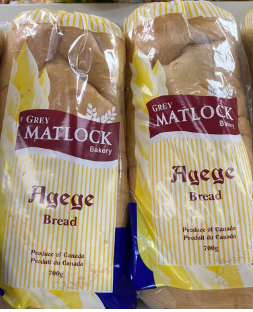 GREY
MATLOCK
Bakery
Agege
Bread
Produce of Canada
Produit du Canada
700g
GREY
MATLOCK
Bakery
Agege
Bread
Produce of Canada
Produit du Canada
700g